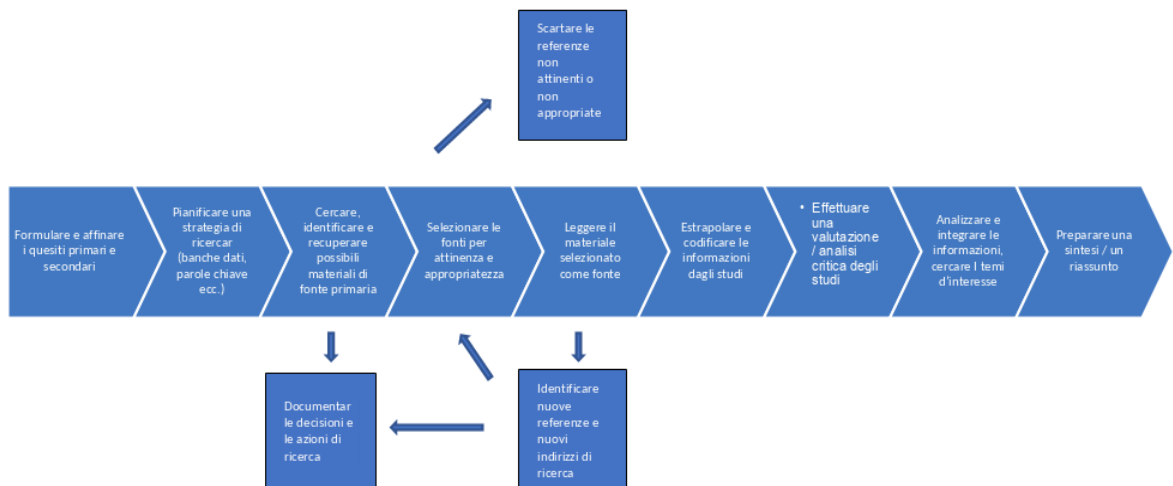 Scartare le
referenze
non
attinenti o
non
appropriate
Formulare e affinare
i quesiti primari e
secondari
Pianificare una
strategia di
ricercar
(banche dati,
parole chiave
ecc.)
Cercare,
identificare e
recuperare
possibili
materiali di
fonte primaria
Selezionare le
fonti per
attinenza e
appropriatezza
Leggere il
materiale
selezionato
come fonte
Estrapolare e
codificare le
informazioni
dagli studi
• Effettuare
una
valutazione
/ analisi
critica degli
studi
Analizzare e
integrare le
informazioni,
cercare I temi
d'interesse
Preparare una
sintesi / un
riassunto
Documentar
le decisioni e
le azioni di
ricerca
Identificare
nuove
referenze e
nuovi
indirizzi di
ricerca